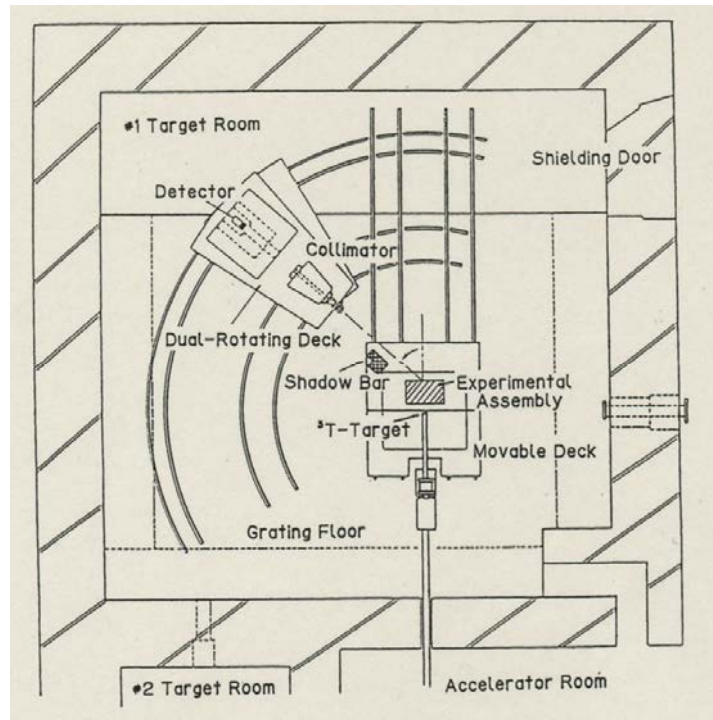 #1 Target Room
Shielding Door
Detector
Collimator
Dual-Rotating Deck
Shadow Bar
Experimental
Assembly
³T-Target
Movable Deck
Grating Floor
#2 Target Room
Accelerator Room